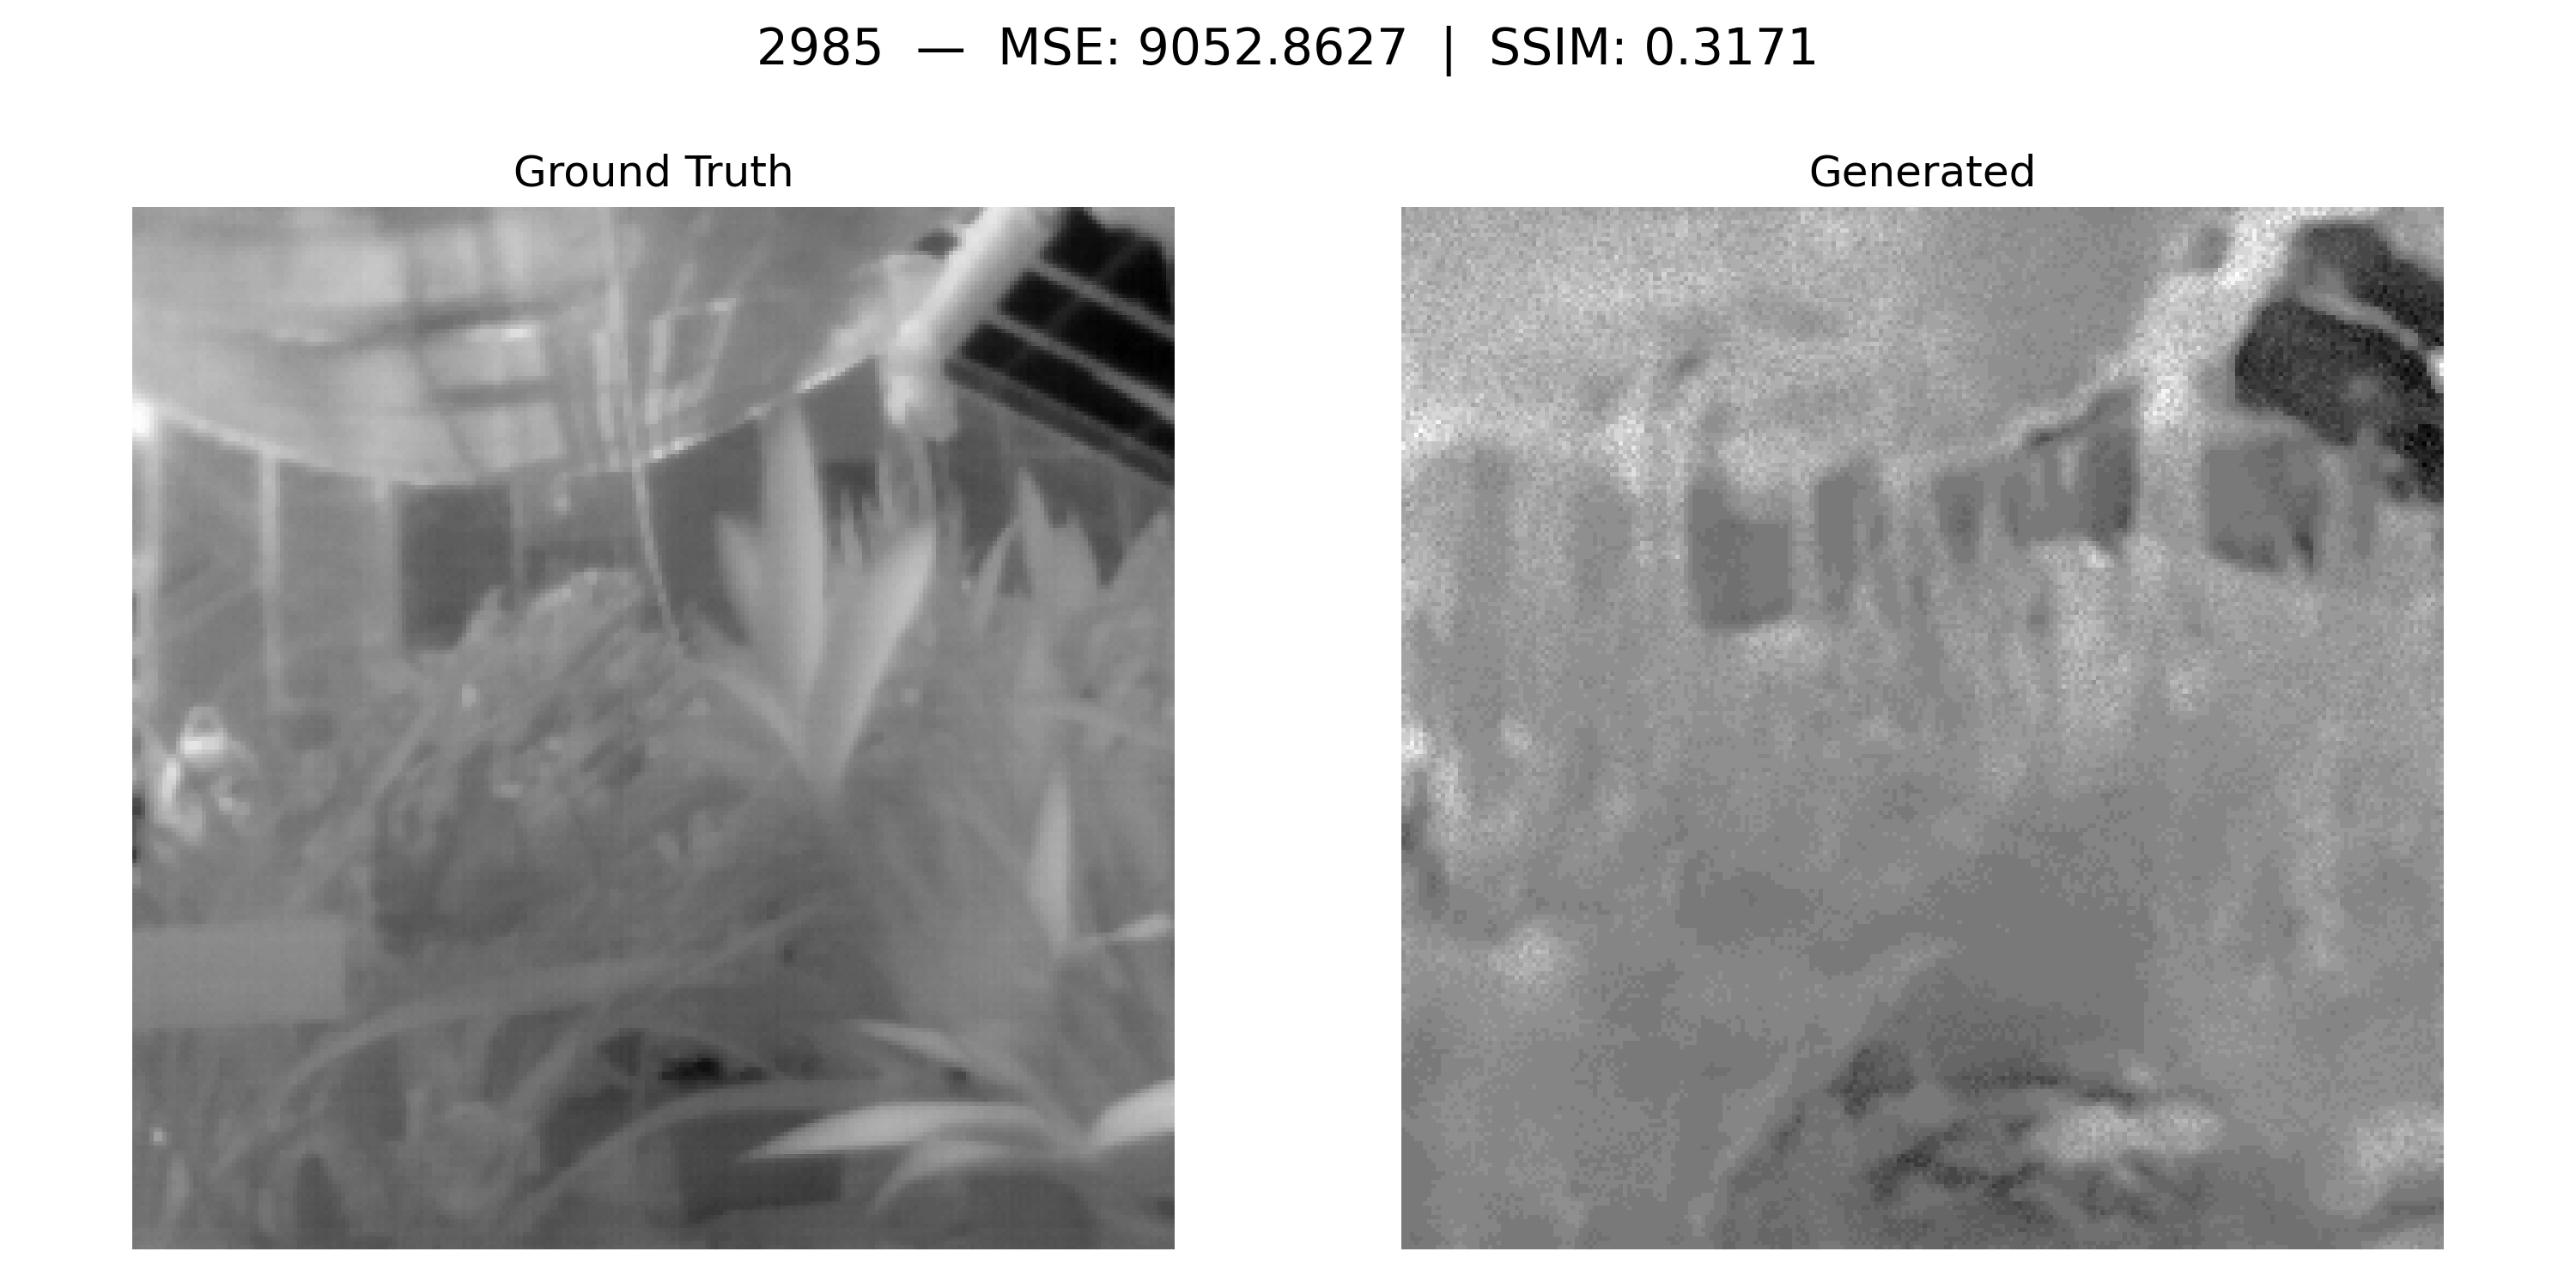 2985 — MSE: 9052.8627 | SSIM: 0.3171
Ground Truth
Generated